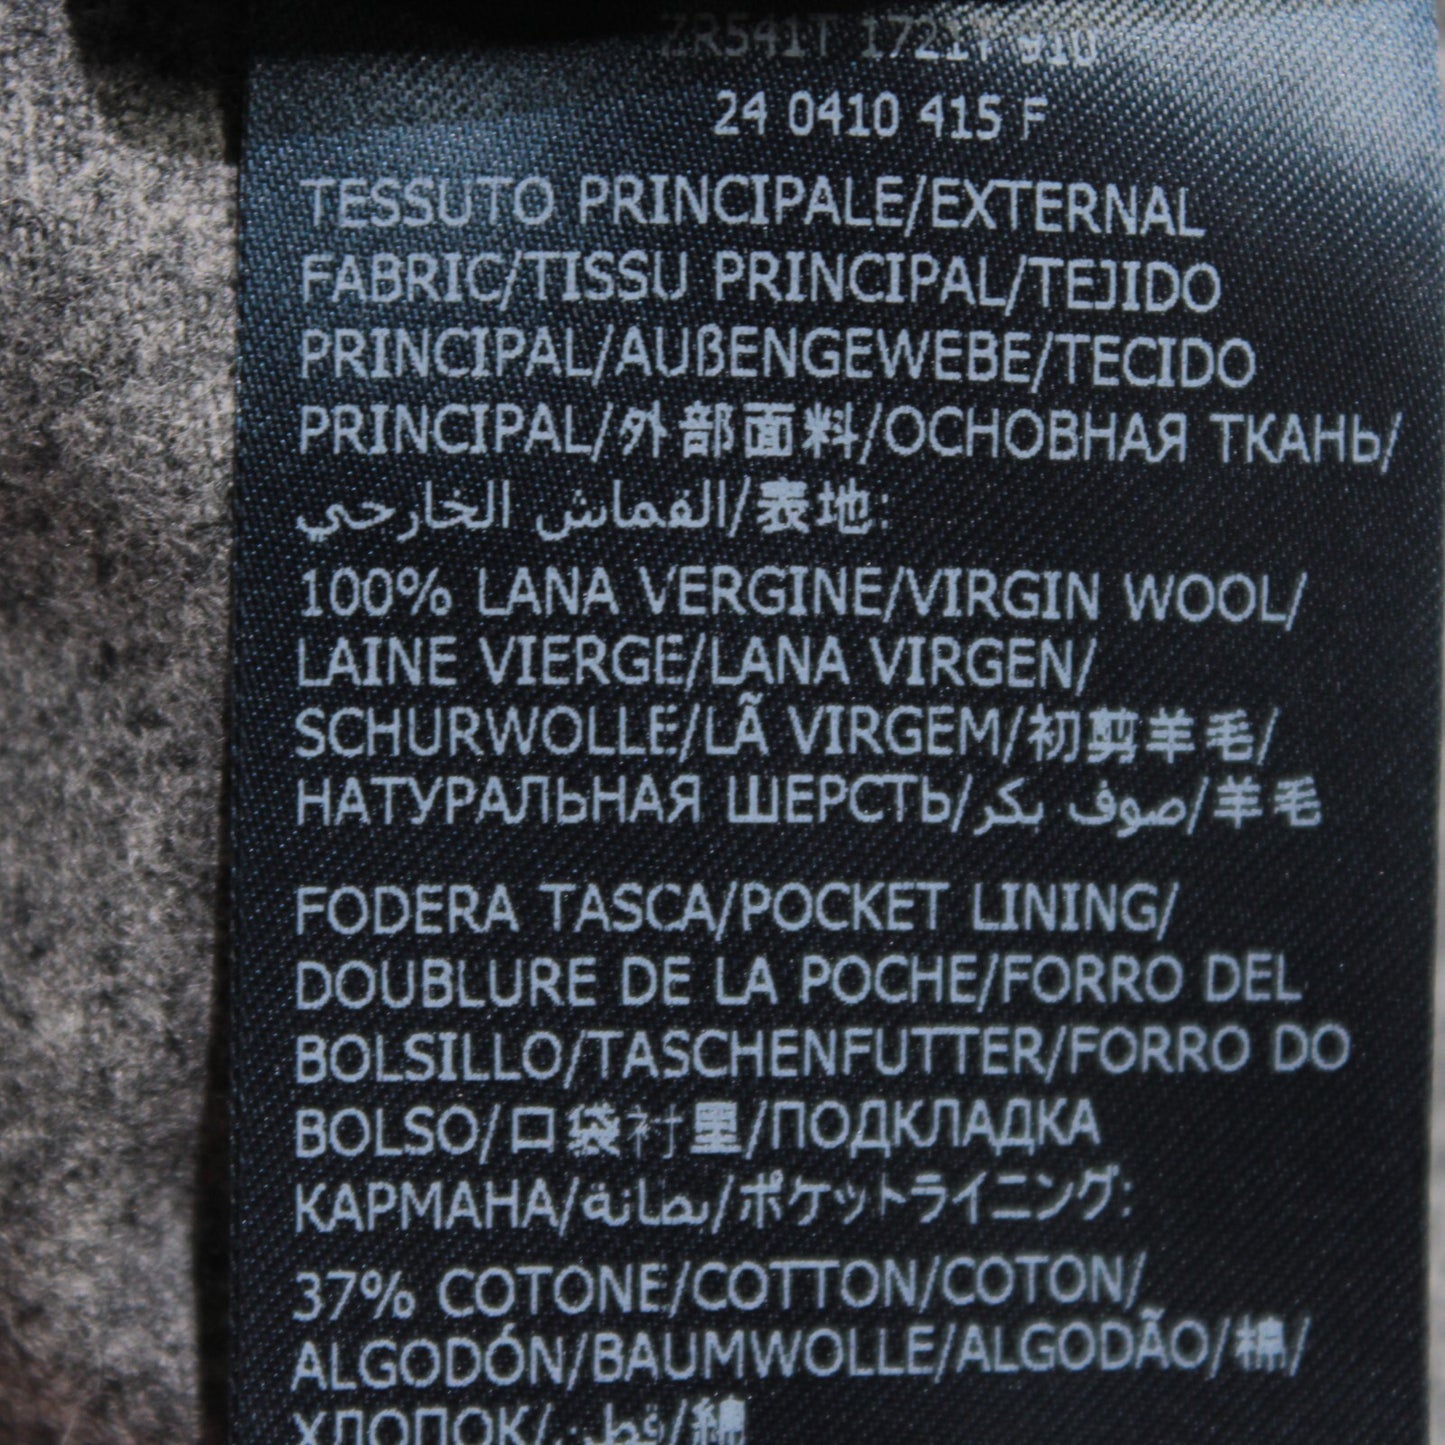 ZR541T 1721T 910
24 0410 415 F
TESSUTO PRINCIPALE/EXTERNAL
FABRIC/TISSU PRINCIPAL/TEJIDO
PRINCIPAL/AUßENGEWEBE/TECIDO
PRINCIPAL/外部面料/ОСНОВНАЯ ТКАНЬ/
القماش الخارجي/表地:
100% LANA VERGINE/VIRGIN WOOL/
LAINE VIERGE/LANA VIRGEN/
SCHURWOLLE/LÃ VIRGEM/初剪羊毛/
НАТУРАЛЬНАЯ ШЕРСТЬ/صوف بكر/羊毛
FODERA TASCA/POCKET LINING/
DOUBLURE DE LA POCHE/FORRO DEL
BOLSILLO/TASCHENFUTTER/FORRO DO
BOLSO/口袋衬里/ПОДКЛАДКА
КАРМАНА/بطانة/ポケットライニング:
37% COTONE/COTTON/COTON/
ALGODÓN/BAUMWOLLE/ALGODÃO/棉/
ХЛОПОК/قطن/綿